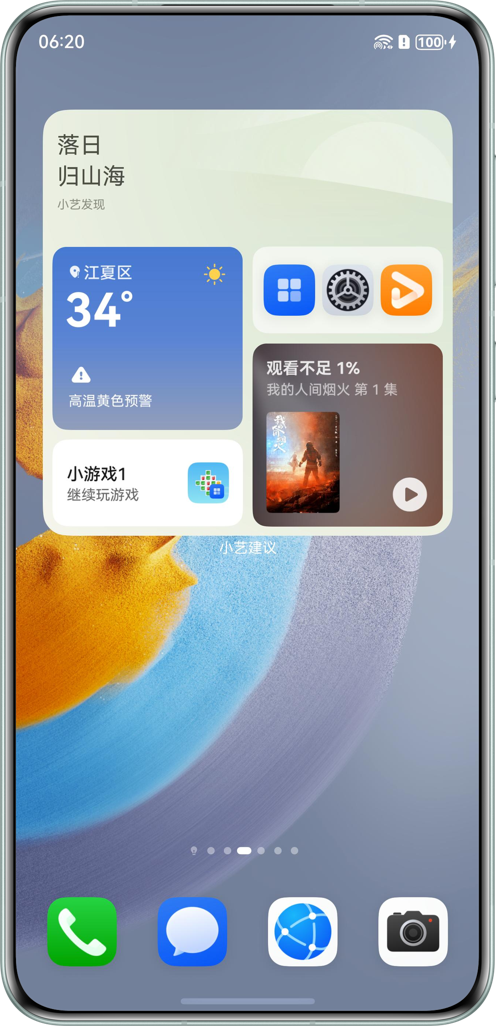 06:20
100
落日
归山海
小艺发现
江夏区
34°
高温黄色预警
观看不足 1%
我的人间烟火 第 1 集
小游戏1
继续玩游戏
小艺建议